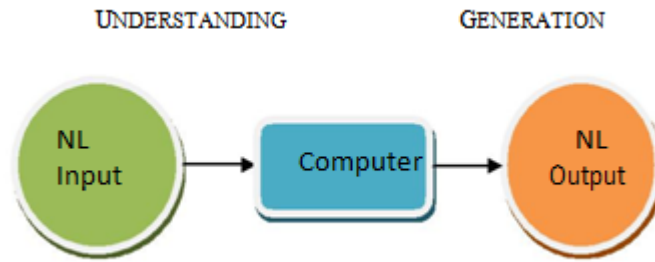 UNDERSTANDING
GENERATION
NL
Input
Computer
NL
Output